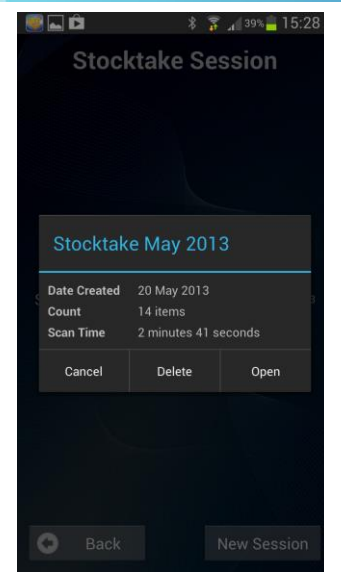 39% 15:28
Stocktake Session
Stocktake May 2013
Date Created 20 May 2013
Count 14 items
Scan Time 2 minutes 41 seconds
Cancel Delete Open
Back New Session